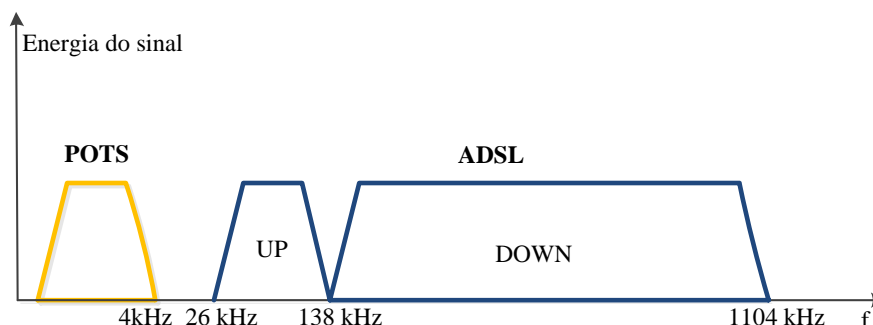 Energia do sinal
POTS
ADSL
UP
DOWN
4kHz 26 kHz 138 kHz 1104 kHz f